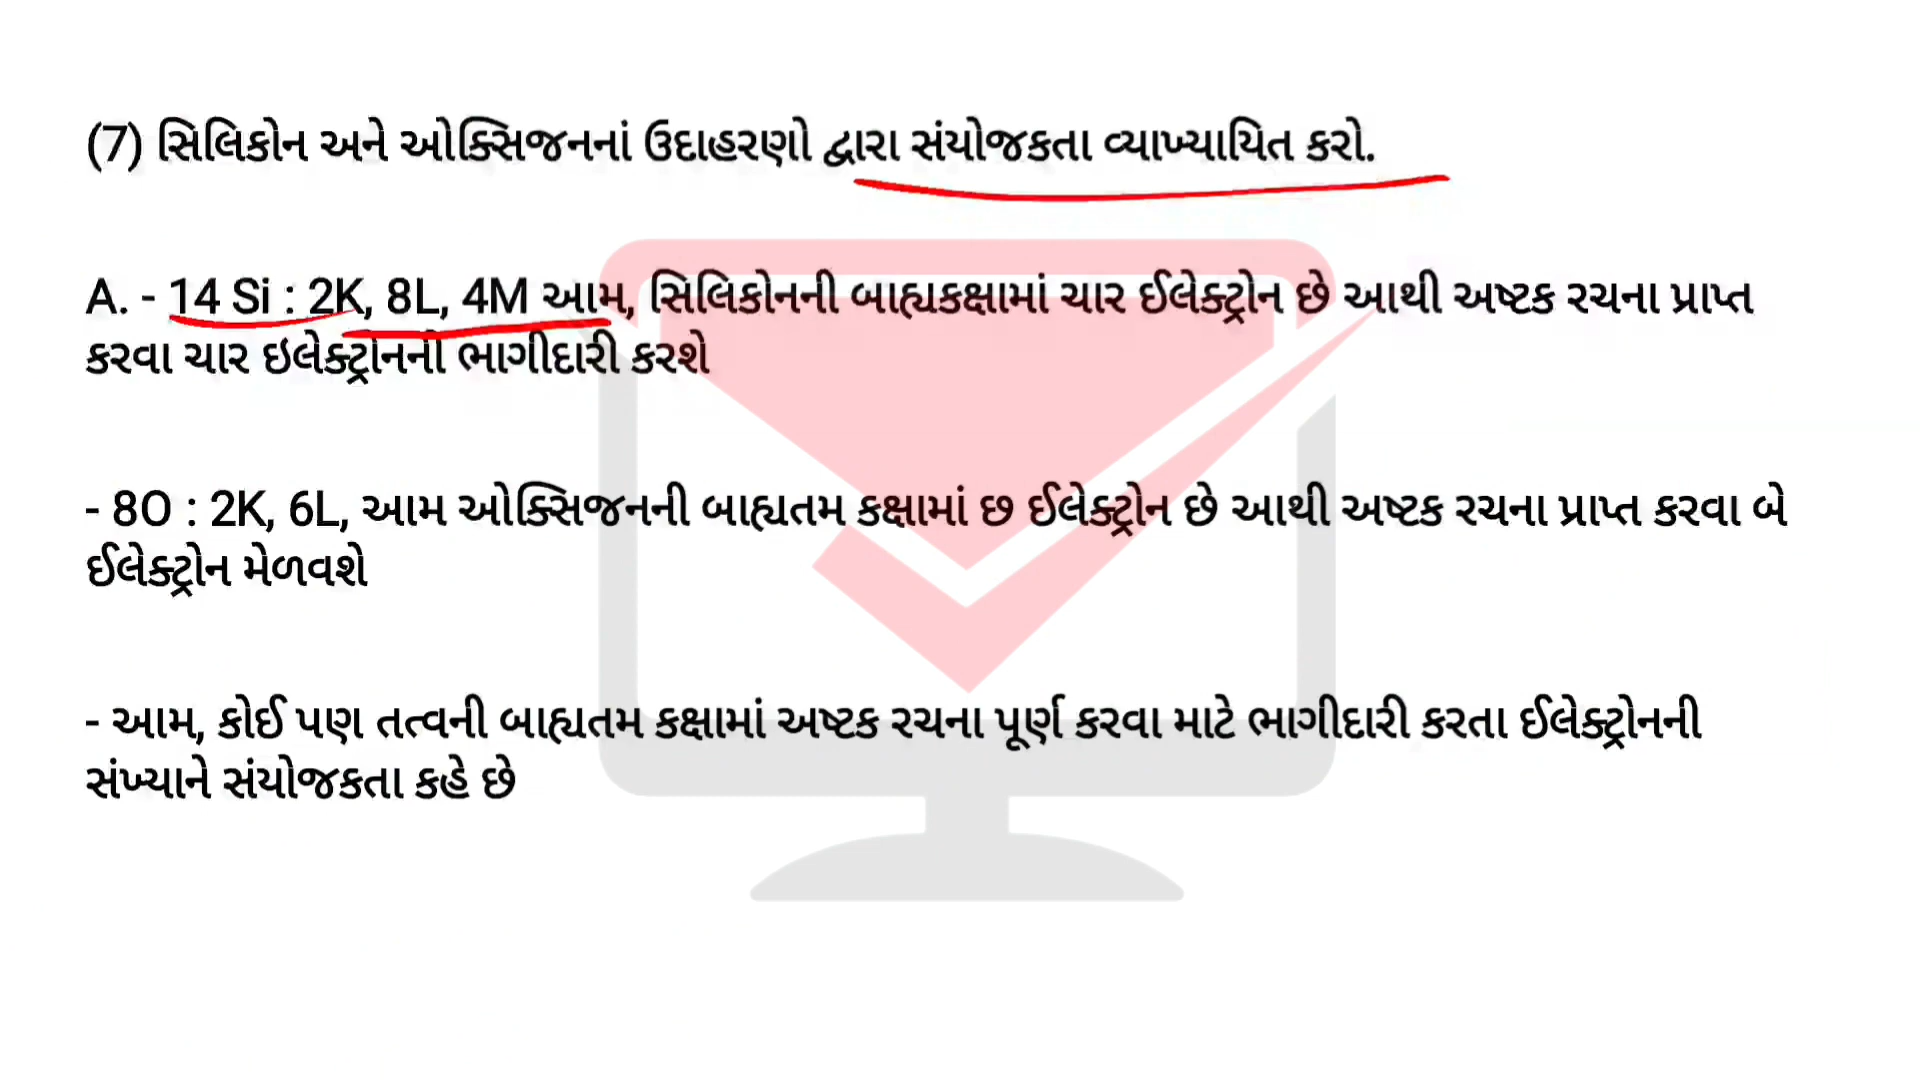 (7) સિલિકોન અને ઓક્સિજનનાં ઉદાહરણો દ્વારા સંયોજકતા વ્યાખ્યાયિત કરો.
A. - 14 Si : 2K, 8L, 4M આમ, સિલિકોનની બાહ્યકક્ષામાં ચાર ઈલેક્ટ્રોન છે આથી અષ્ટક રચના પ્રાપ્ત
કરવા ચાર ઇલેક્ટ્રોનની ભાગીદારી કરશે
- 8O : 2K, 6L, આમ ઓક્સિજનની બાહ્યતમ કક્ષામાં છ ઈલેક્ટ્રોન છે આથી અષ્ટક રચના પ્રાપ્ત કરવા બે
ઈલેક્ટ્રોન મેળવશે
- આમ, કોઈ પણ તત્વની બાહ્યતમ કક્ષામાં અષ્ટક રચના પૂર્ણ કરવા માટે ભાગીદારી કરતા ઈલેક્ટ્રોનની
સંખ્યાને સંયોજકતા કહે છે